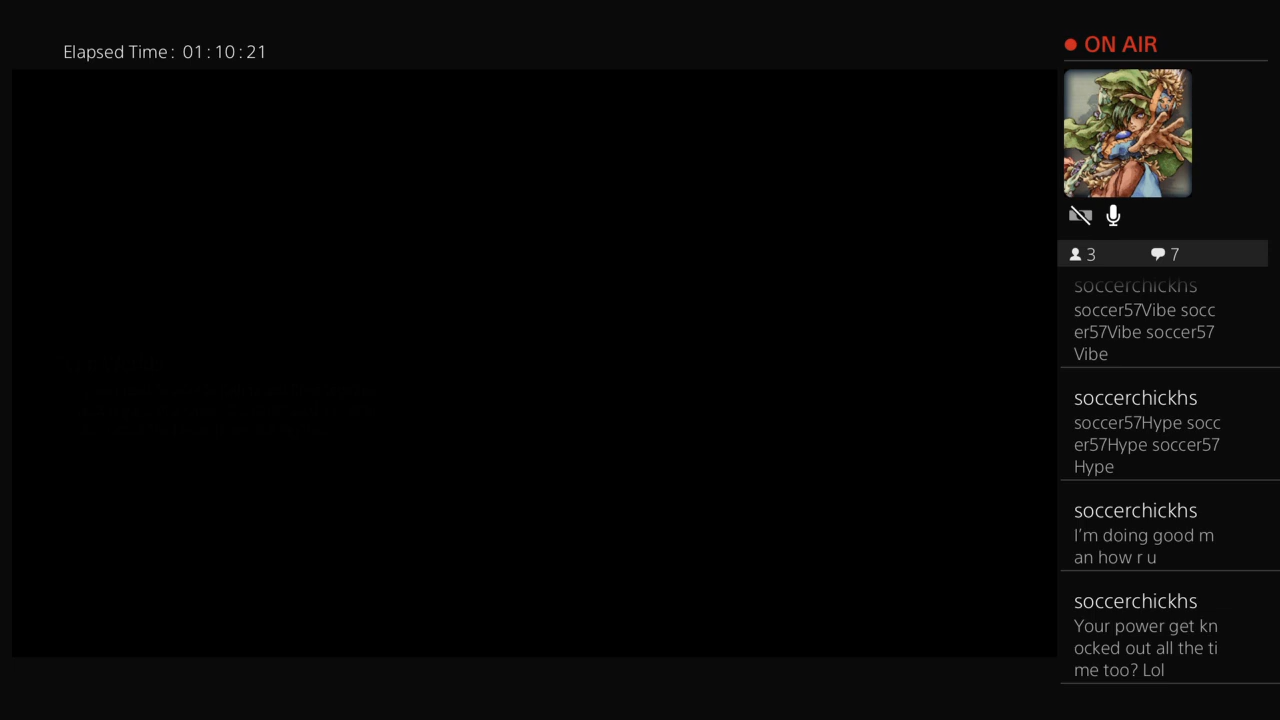 Elapsed Time: 01:10:21
ON AIR
3
7
soccerchickhs
soccer57Vibe socc
er57Vibe soccer57
Vibe
soccerchickhs
soccer57Hype socc
er57Hype soccer57
Hype
soccerchickhs
I'm doing good m
an how r u
soccerchickhs
Your power get kn
ocked out all the ti
me too? Lol